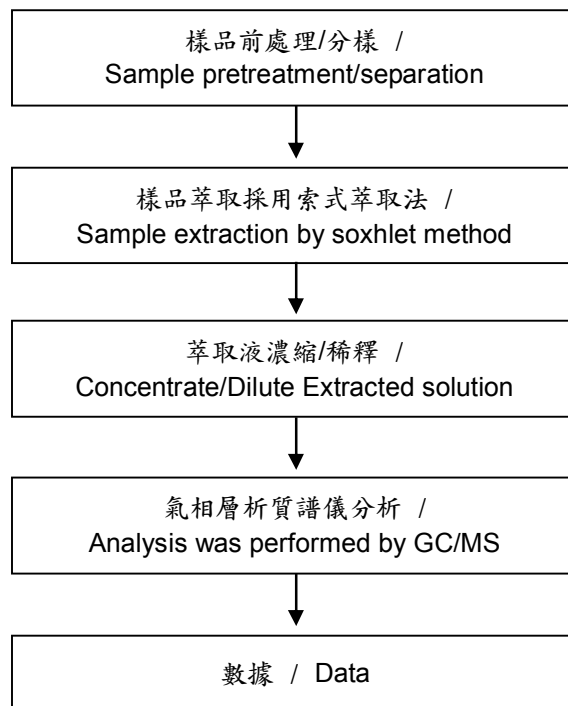 樣品前處理/分樣 /
Sample pretreatment/separation
樣品萃取採用索式萃取法 /
Sample extraction by soxhlet method
萃取液濃縮/稀釋 /
Concentrate/Dilute Extracted solution
氣相層析質譜儀分析 /
Analysis was performed by GC/MS
數據 / Data